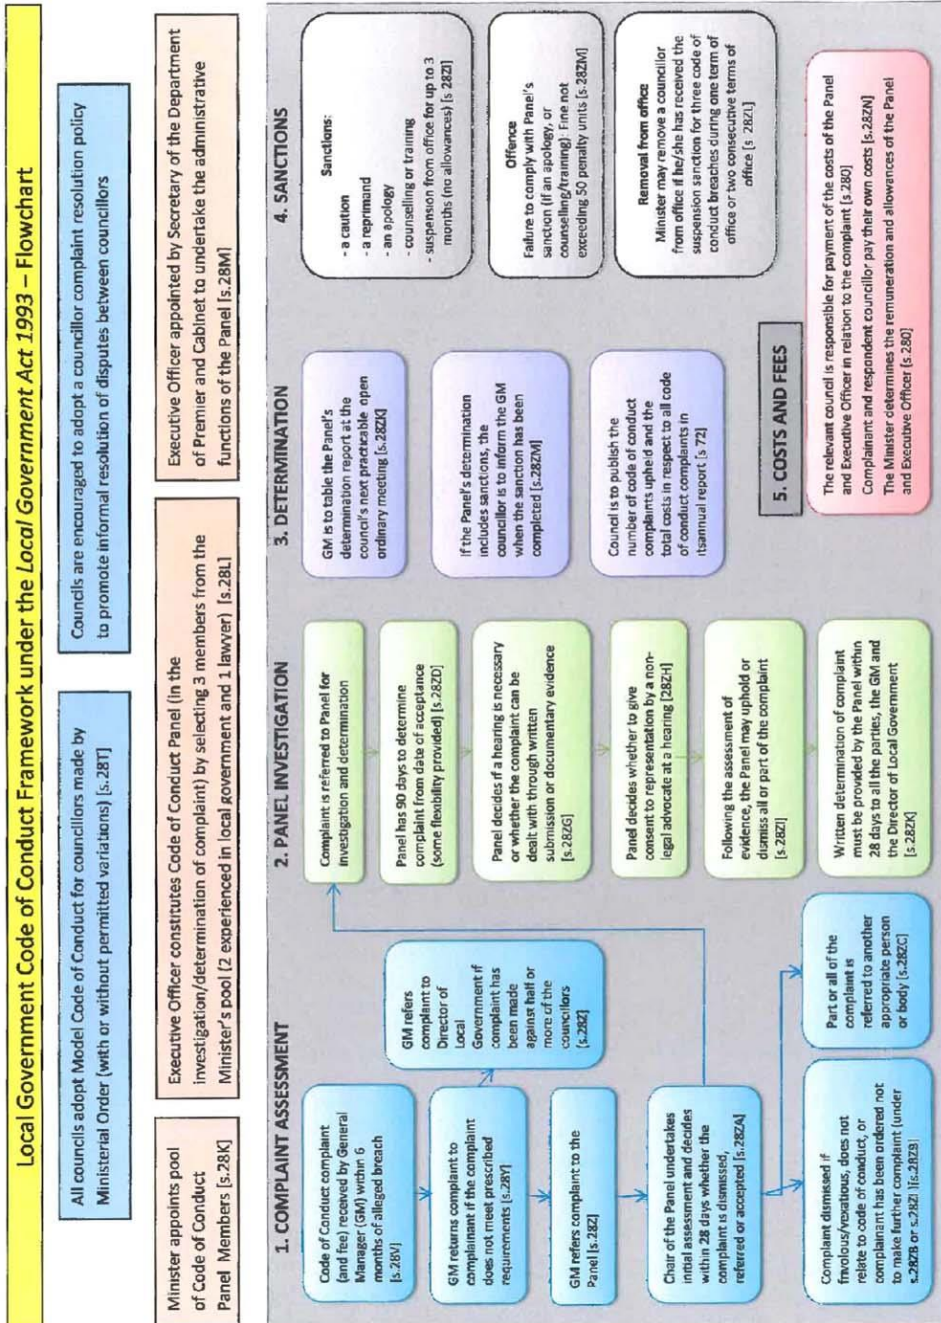 Local Government Code of Conduct Framework under the Local Government Act 1993 – Flowchart
All councils adopt Model Code of Conduct for councillors made by
Ministerial Order (with or without permitted variations) [s.28T]
Councils are encouraged to adopt a councillor complaint resolution policy
to promote informal resolution of disputes between councillors
Minister appoints pool
of Code of Conduct
Panel Members [s.28K]
Executive Officer constitutes Code of Conduct Panel (in the
investigation/determination of complaint) by selecting 3 members from the
Minister's pool (2 experienced in local government and 1 lawyer) [s.28L]
Executive Officer appointed by Secretary of the Department
of Premier and Cabinet to undertake the administrative
functions of the Panel [s.28M]
1. COMPLAINT ASSESSMENT
Code of Conduct complaint
(and fee) received by General
Manager (GM) within 6
months of alleged breach
[s.28V]
GM returns complaint to
complainant if the complaint
does not meet prescribed
requirements [s.28Y]
GM refers complaint to
Director of
Local
Government if
complaint has
been made
against half or
more of the
councillors
[s.28Z]
GM refers complaint to the
Panel [s.28Z]
Chair of the Panel undertakes
initial assessment and decides
within 28 days whether the
complaint is dismissed,
referred or accepted [s.28ZA]
Complaint dismissed if
frivolous/vexatious, does not
relate to code of conduct, or
complainant has been ordered not
to make further complaint (under
s.28ZB or s.28ZI )[s.28ZB]
Part or all of the
complaint is
referred to another
appropriate person
or body [s.28ZC]
2. PANEL INVESTIGATION
Complaint is referred to Panel for
investigation and determination
Panel has 90 days to determine
complaint from date of acceptance
(some flexibility provided) [s.28ZD]
Panel decides if a hearing is necessary
or whether the complaint can be
dealt with through written
submission or documentary evidence
[s.28ZG]
Panel decides whether to give
consent to representation by a non-
legal advocate at a hearing [28ZH]
Following the assessment of
evidence, the Panel may uphold or
dismiss all or part of the complaint
[s.28ZI]
Written determination of complaint
must be provided by the Panel within
28 days to all the parties, the GM and
the Director of Local Government
[s.28ZK]
3. DETERMINATION
GM is to table the Panel's
determination report at the
council's next practicable open
ordinary meeting [s.28ZK]
If the Panel's determination
includes sanctions, the
councillor is to inform the GM
when the sanction has been
completed [s.28ZM]
Council is to publish the
number of code of conduct
complaints upheld and the
total costs in respect to all code
of conduct complaints in
itsannual report [s 72]
4. SANCTIONS
Sanctions:
- a caution
- a reprimand
- an apology
- counselling or training
- suspension from office for up to 3
months (no allowances) [s 28ZI]
Offence
Failure to comply with Panel's
sanction (if an apology, or
counselling/training): Fine not
exceeding 50 penalty units [s.28ZM]
Removal from office
Minister may remove a councillor
from office if he/she has received the
suspension sanction for three code of
conduct breaches during one term of
office or two consecutive terms of
office [s 28ZL]
5. COSTS AND FEES
The relevant council is responsible for payment of the costs of the Panel
and Executive Officer in relation to the complaint [s.28O]
Complainant and respondent councillor pay their own costs [s.28ZN]
The Minister determines the remuneration and allowances of the Panel
and Executive Officer [s.28O]